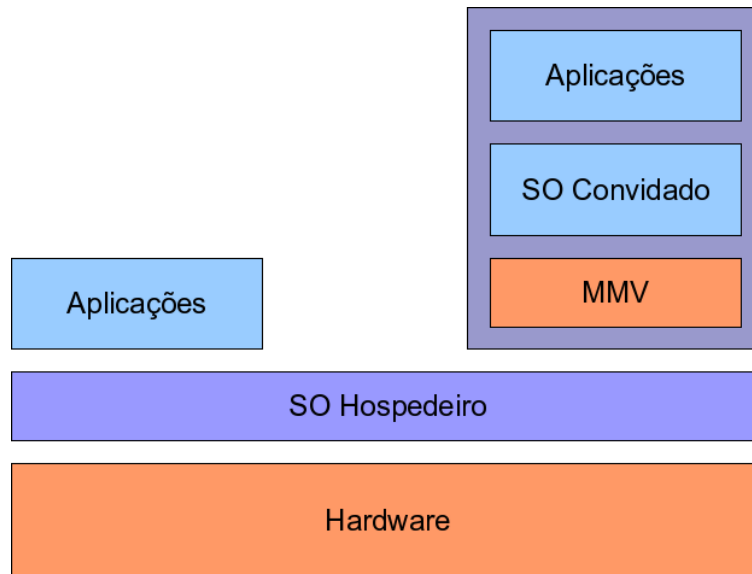 Aplicações
SO Convidado
MMV
Aplicações
SO Hospedeiro
Hardware